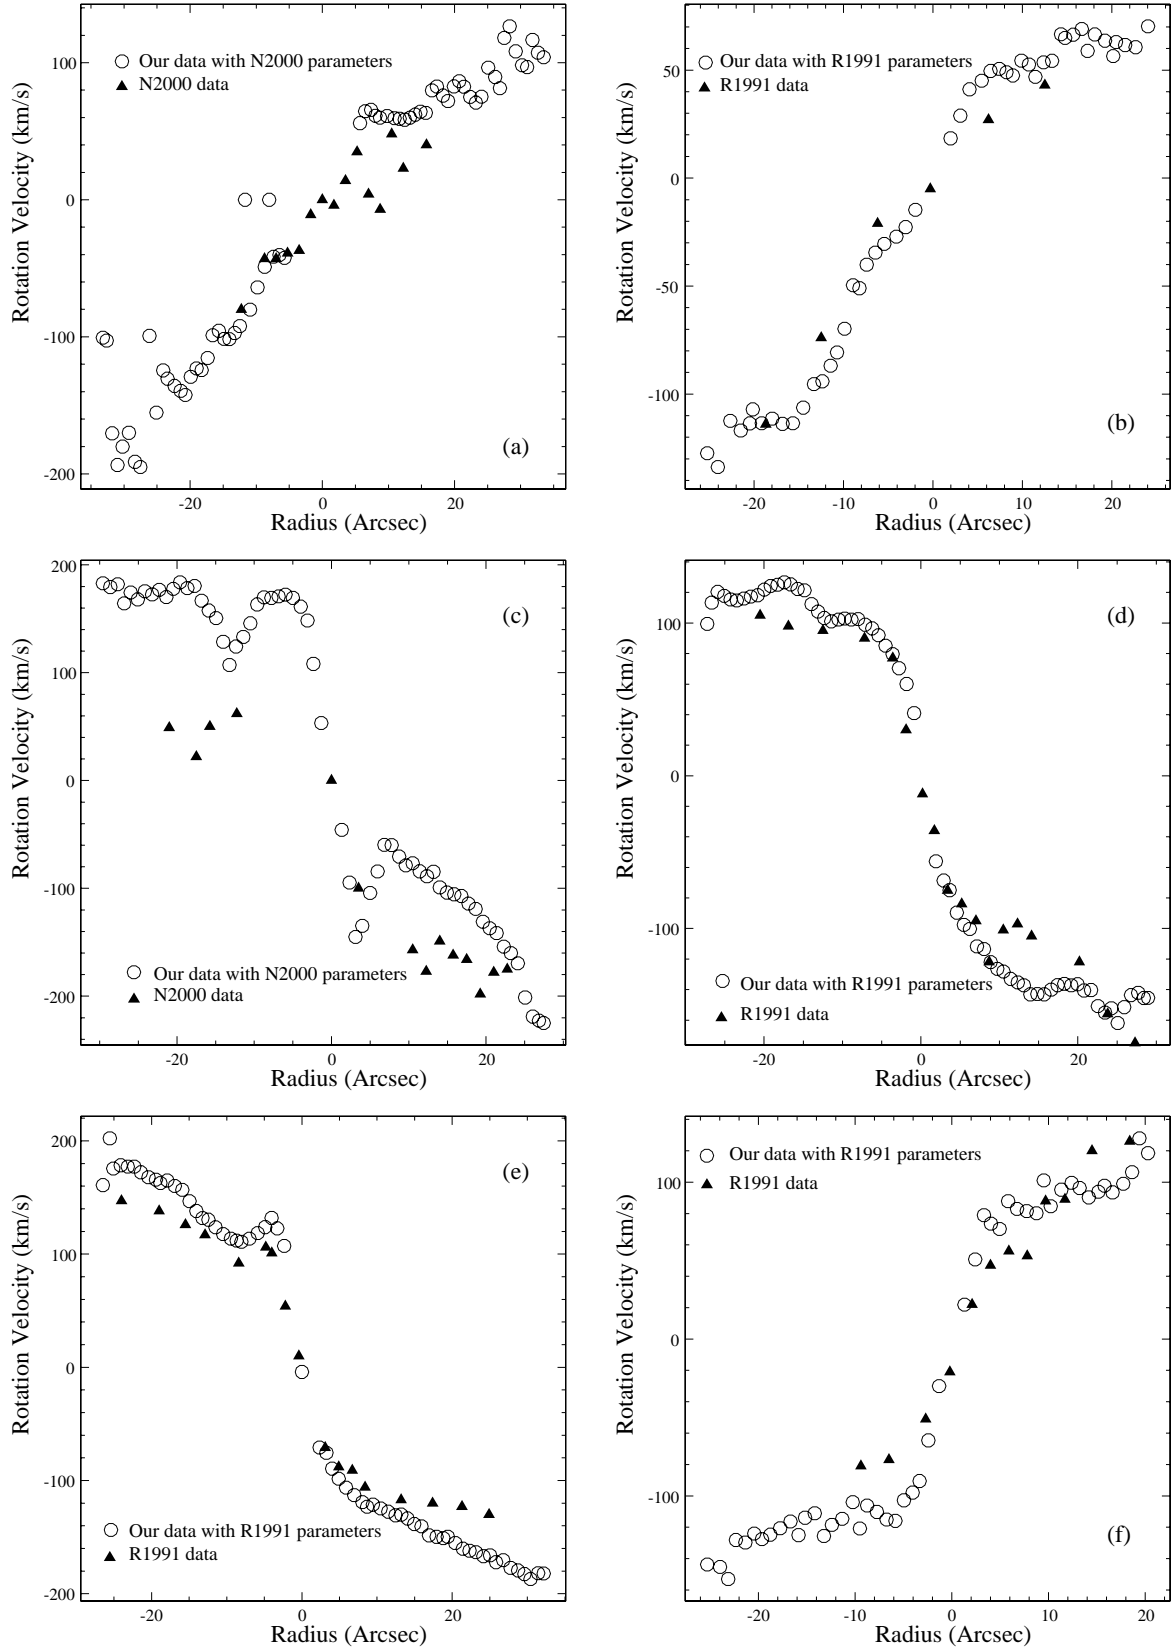 Our data with N2000 parameters
N2000 data
100
0
-100
-200
Rotation Velocity (km/s)
(a)
-20
0
20
Radius (Arcsec)
Our data with R1991 parameters
R1991 data
50
0
-50
-100
Rotation Velocity (km/s)
(b)
-20
-10
0
10
20
Radius (Arcsec)
200
100
0
-100
-200
Rotation Velocity (km/s)
(c)
Our data with N2000 parameters
N2000 data
-20
0
20
Radius (Arcsec)
100
0
-100
Rotation Velocity (km/s)
(d)
Our data with R1991 parameters
R1991 data
-20
0
20
Radius (Arcsec)
200
100
0
-100
-200
Rotation Velocity (km/s)
(e)
Our data with R1991 parameters
R1991 data
-20
0
20
Radius (Arcsec)
Our data with R1991 parameters
R1991 data
100
0
-100
Rotation Velocity (km/s)
(f)
-20
-10
0
10
20
Radius (Arcsec)